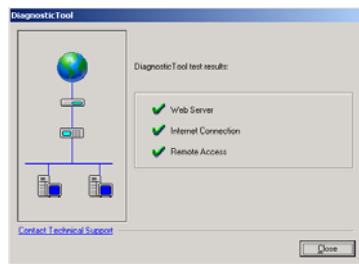 DiagnosticTool
DiagnosticTool test results:
Web Server
Internet Connection
Remote Access
Contact Technical Support
Close